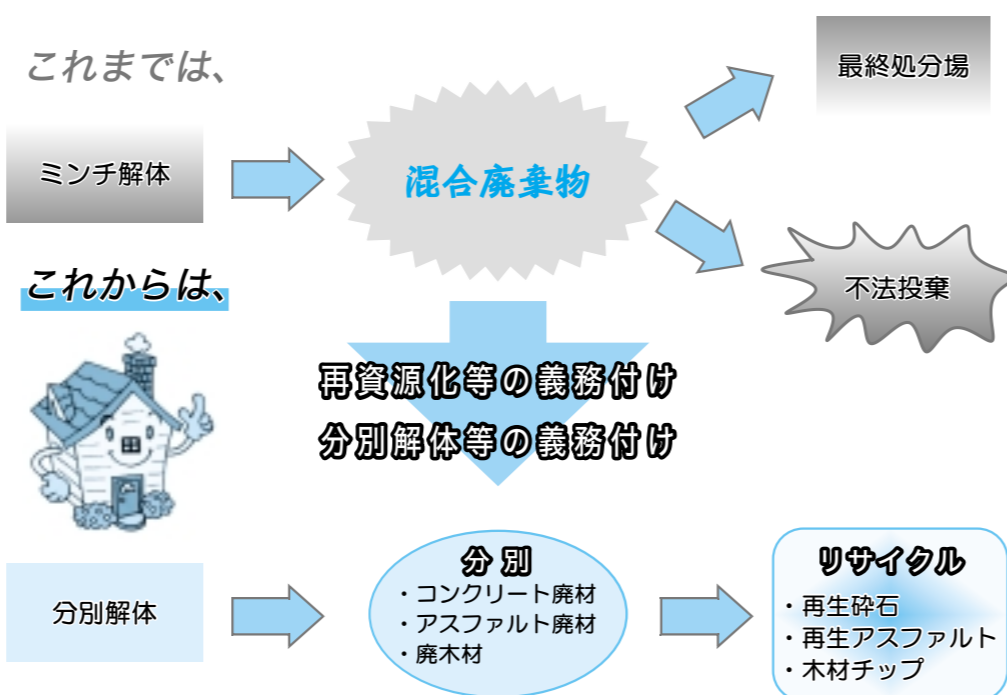 これまでは、
ミンチ解体
混合廃棄物
最終処分場
不法投棄
これからは、
再資源化等の義務付け
分別解体等の義務付け
分別解体
分別
・コンクリート廃材
・アスファルト廃材
・廃木材
リサイクル
・再生砕石
・再生アスファルト
・木材チップ